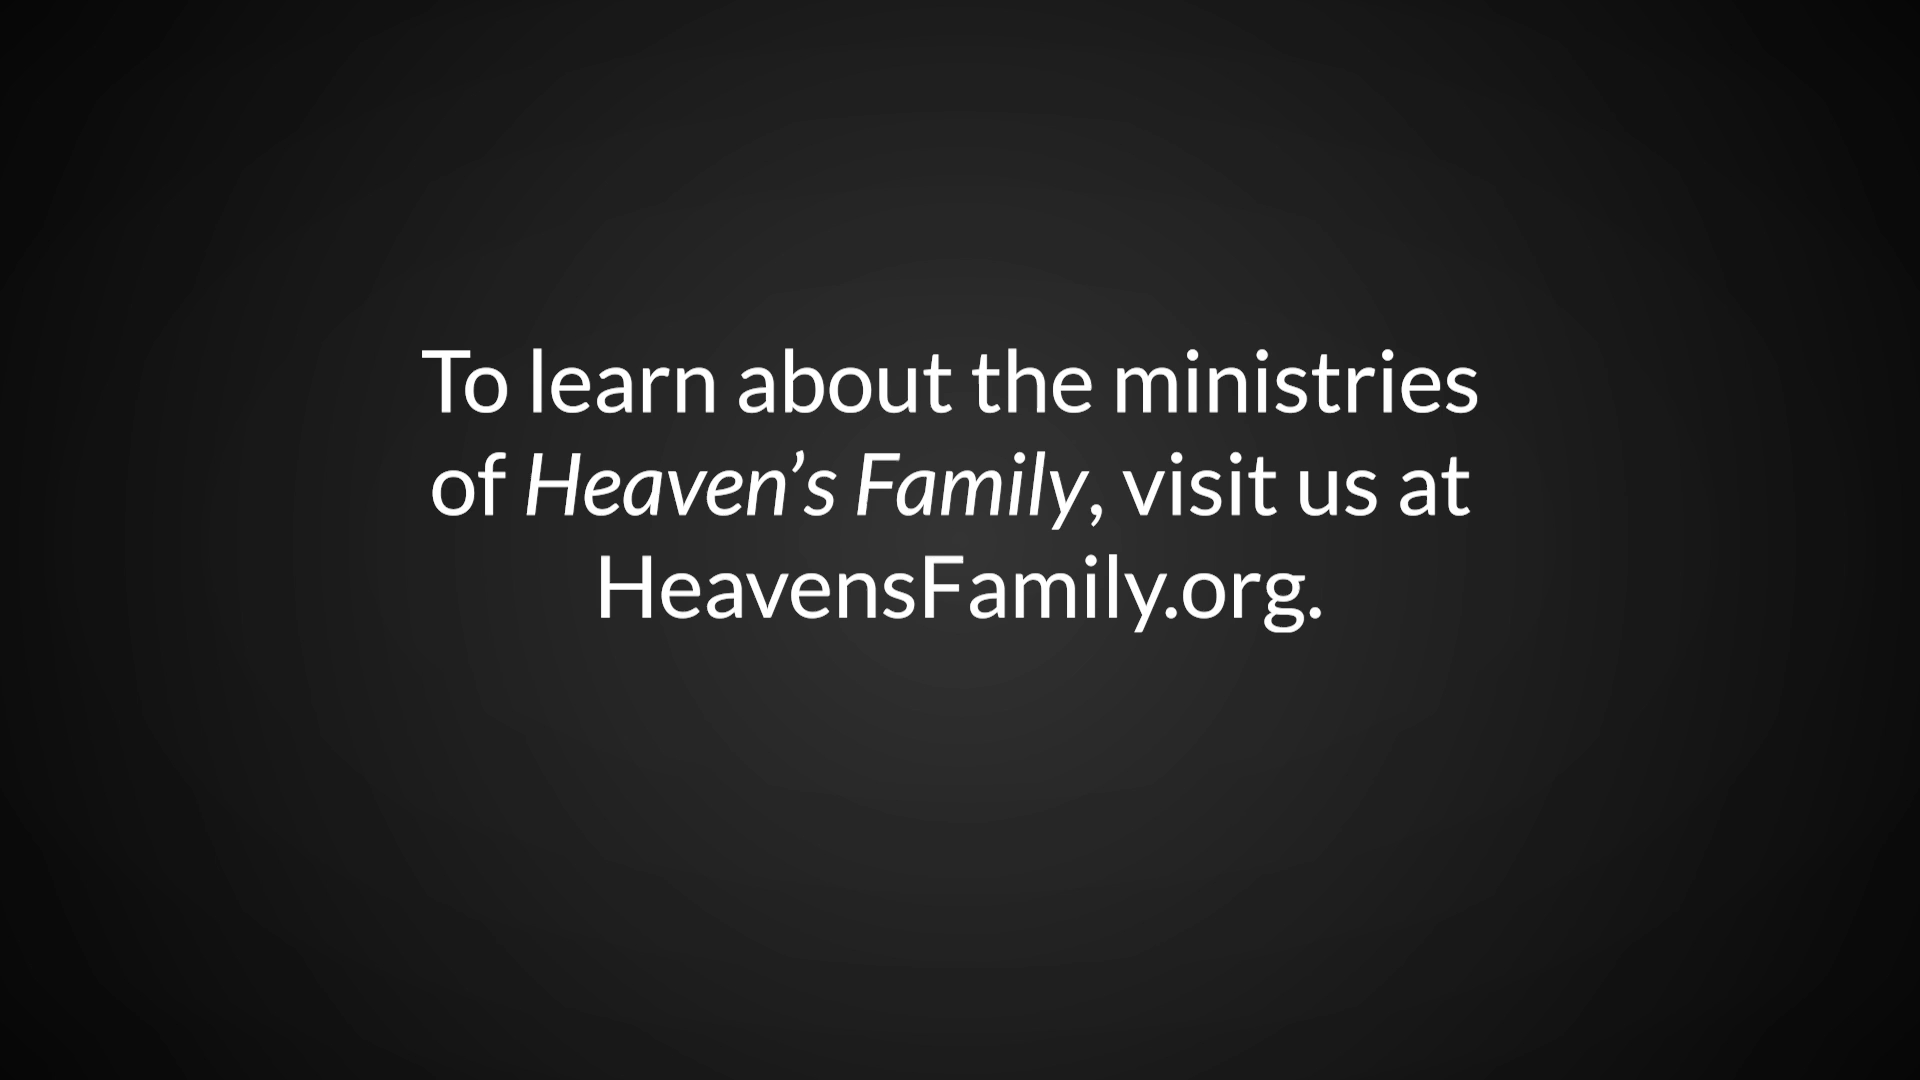 To learn about the ministries
of Heaven’s Family, visit us at
HeavensFamily.org.